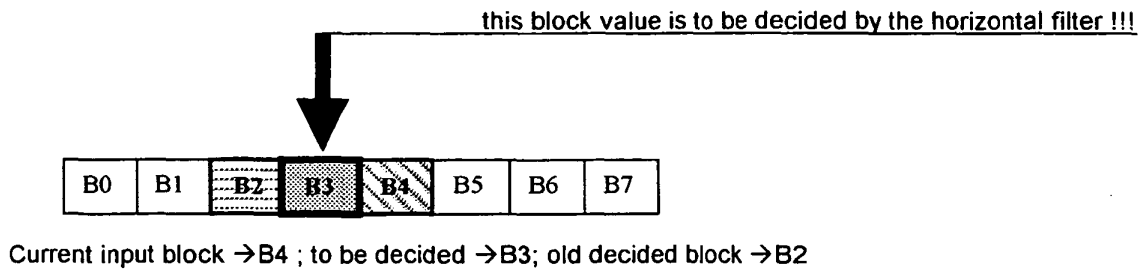 this block value is to be decided by the horizontal filter !!!
B0 B1 B2 B3 B4 B5 B6 B7
Current input block →B4 ; to be decided →B3; old decided block →B2